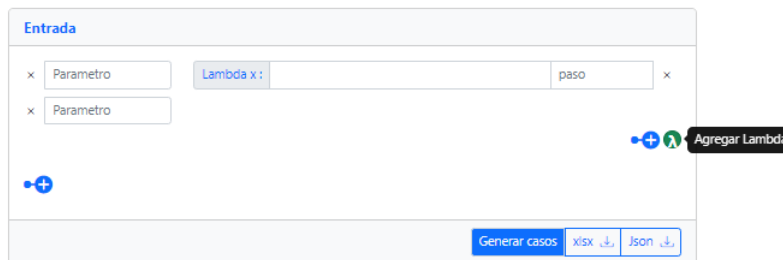 Entrada
× Parametro Lambda x : paso ×
× Parametro
λ Agregar Lambda
Generar casos xlsx Json